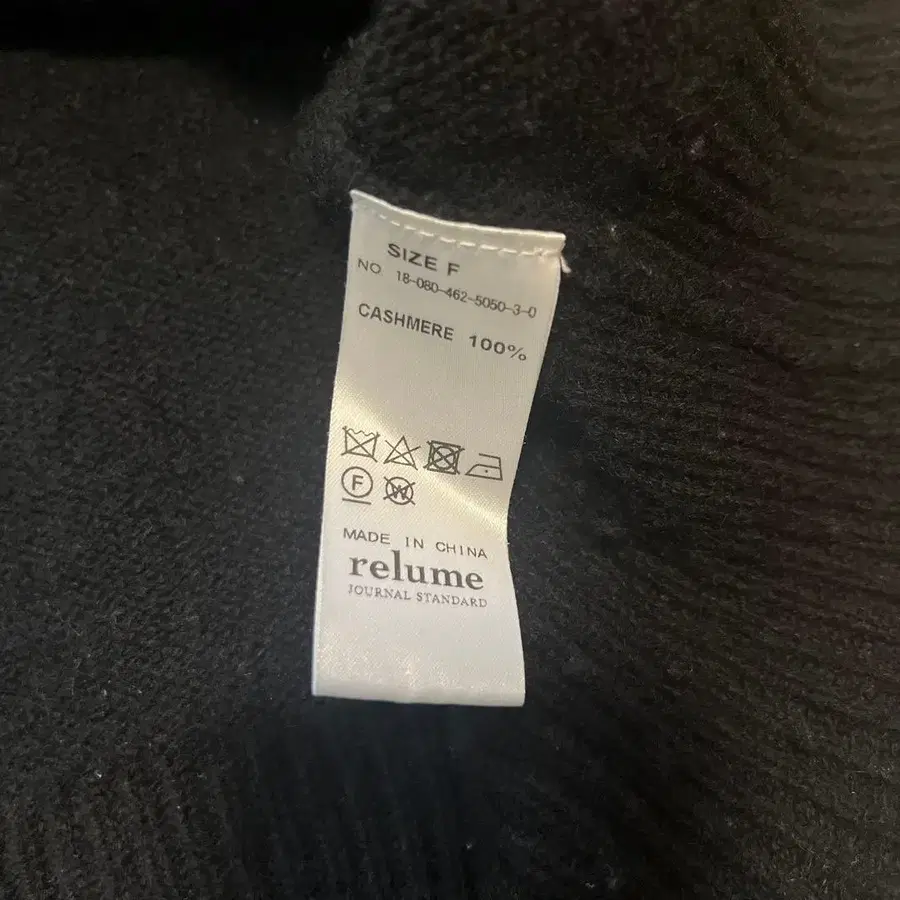 SIZE F
NO 18-080-462-5050-3-0
CASHMERE 100%
F W
MADE IN CHINA
relume
JOURNAL STANDARD